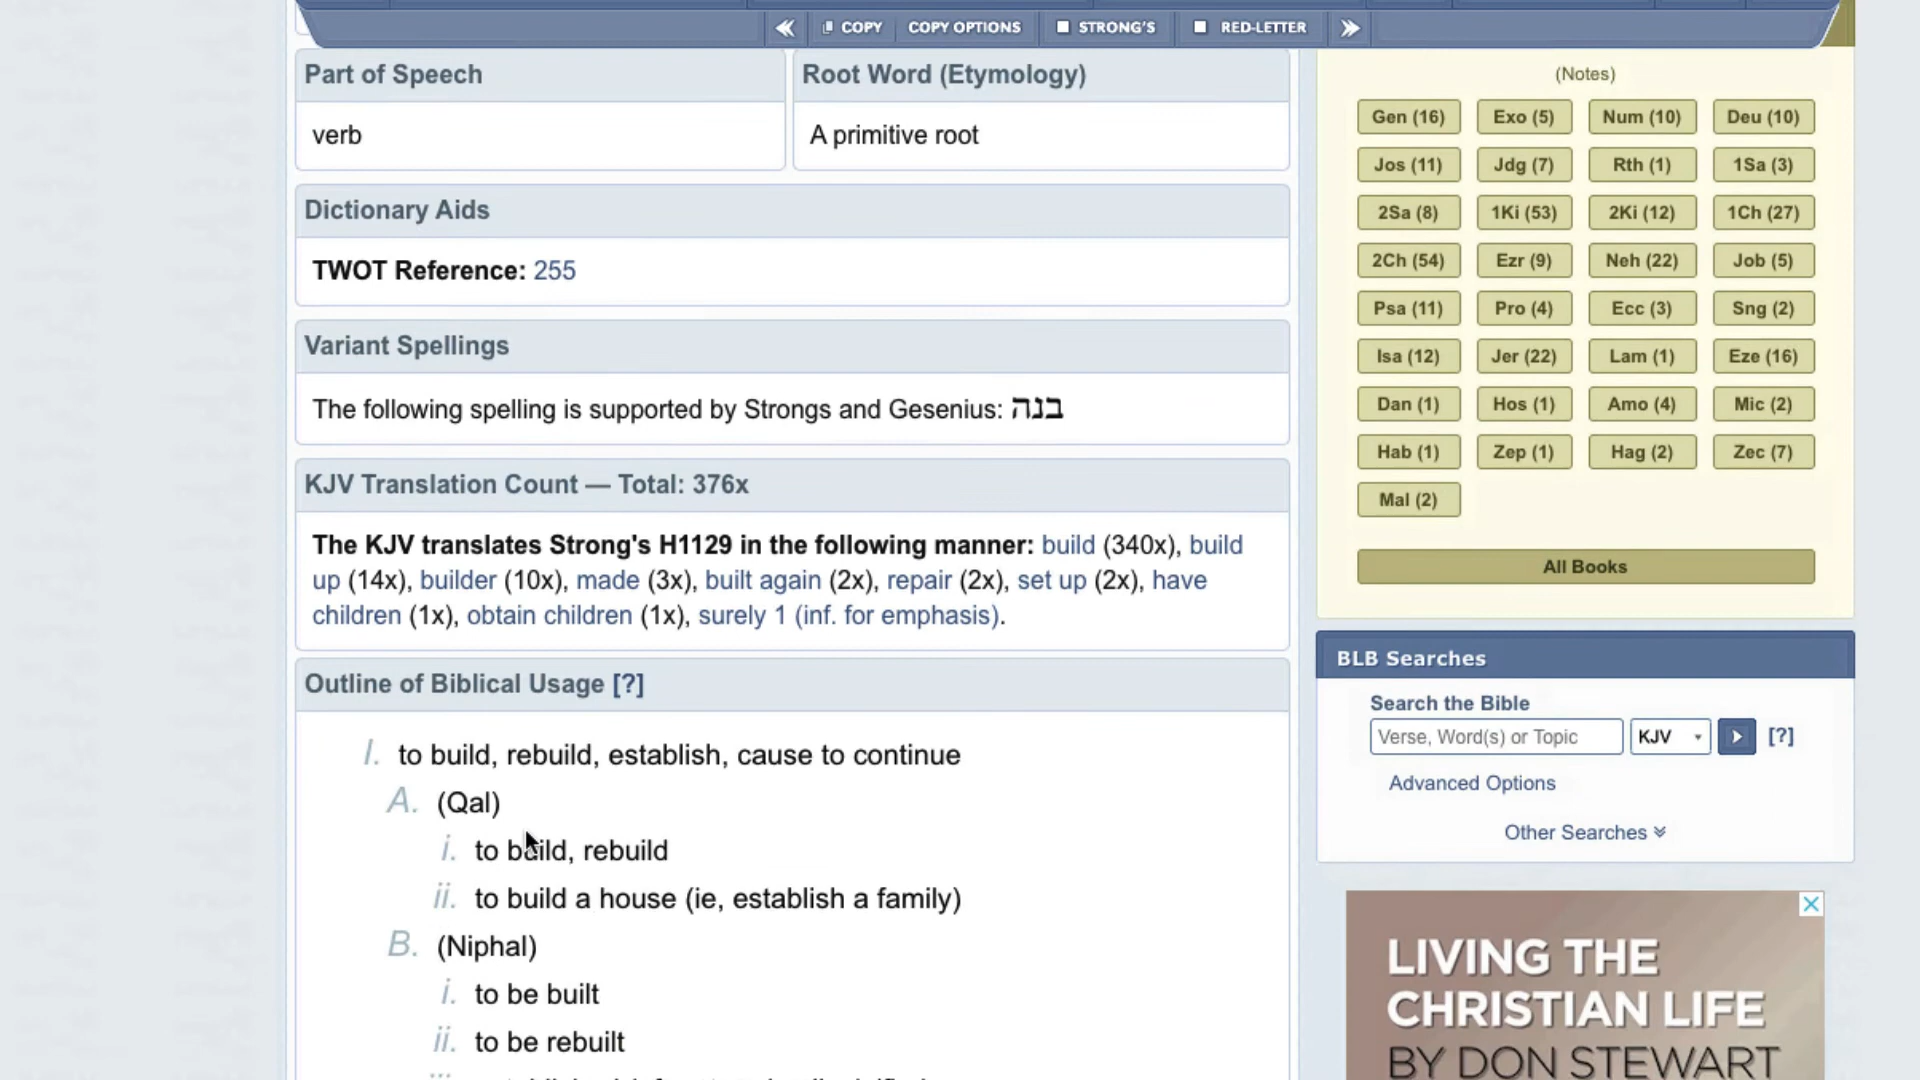 COPY COPY OPTIONS STRONG'S RED-LETTER
Part of Speech
verb
Root Word (Etymology)
A primitive root
Dictionary Aids
TWOT Reference: 255
Variant Spellings
The following spelling is supported by Strongs and Gesenius: בנה
KJV Translation Count — Total: 376x
The KJV translates Strong's H1129 in the following manner: build (340x), build
up (14x), builder (10x), made (3x), built again (2x), repair (2x), set up (2x), have
children (1x), obtain children (1x), surely 1 (inf. for emphasis).
Outline of Biblical Usage [?]
I. to build, rebuild, establish, cause to continue
A. (Qal)
i. to build, rebuild
ii. to build a house (ie, establish a family)
B. (Niphal)
i. to be built
ii. to be rebuilt
(Notes)
Gen (16) Exo (5) Num (10) Deu (10)
Jos (11) Jdg (7) Rth (1) 1Sa (3)
2Sa (8) 1Ki (53) 2Ki (12) 1Ch (27)
2Ch (54) Ezr (9) Neh (22) Job (5)
Psa (11) Pro (4) Ecc (3) Sng (2)
Isa (12) Jer (22) Lam (1) Eze (16)
Dan (1) Hos (1) Amo (4) Mic (2)
Hab (1) Zep (1) Hag (2) Zec (7)
Mal (2)
All Books
BLB Searches
Search the Bible
Verse, Word(s) or Topic KJV [?]
Advanced Options
Other Searches
LIVING THE
CHRISTIAN LIFE
BY DON STEWART